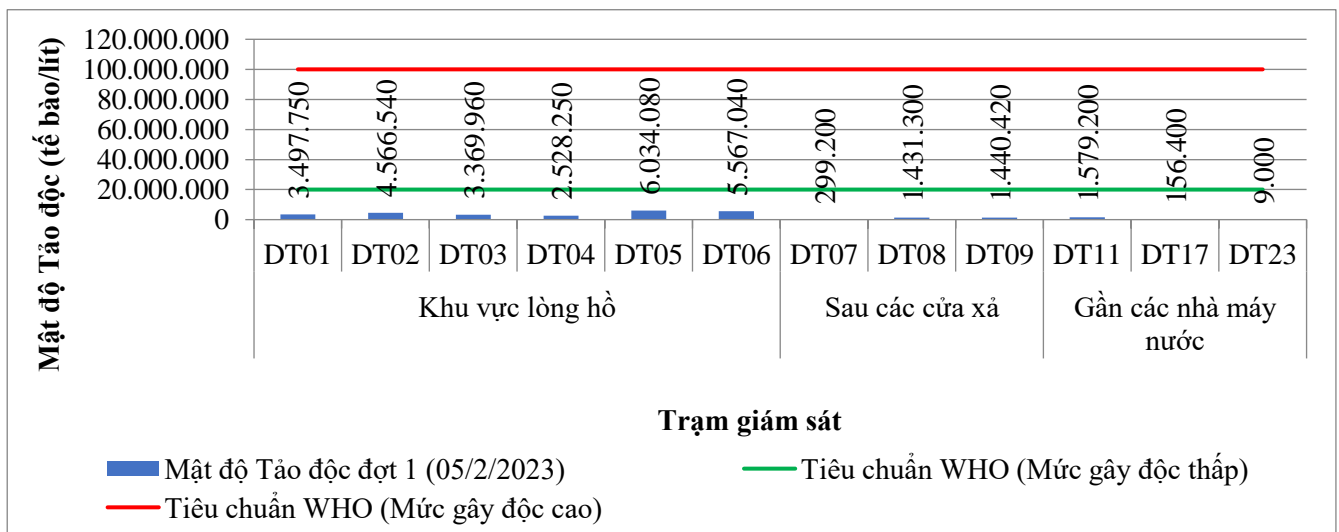 Mật độ Tảo độc (tế bào/lít)
120.000.000
100.000.000
80.000.000
60.000.000
40.000.000
20.000.000
0
3.497.750
4.566.540
3.369.960
2.528.250
6.034.080
5.567.040
299.200
1.431.300
1.440.420
1.579.200
156.400
9.000
DT01 DT02 DT03 DT04 DT05 DT06 DT07 DT08 DT09 DT11 DT17 DT23
Khu vực lòng hồ
Sau các cửa xả
Gần các nhà máy
nước
Trạm giám sát
Mật độ Tảo độc đợt 1 (05/2/2023)
Tiêu chuẩn WHO (Mức gây độc thấp)
Tiêu chuẩn WHO (Mức gây độc cao)